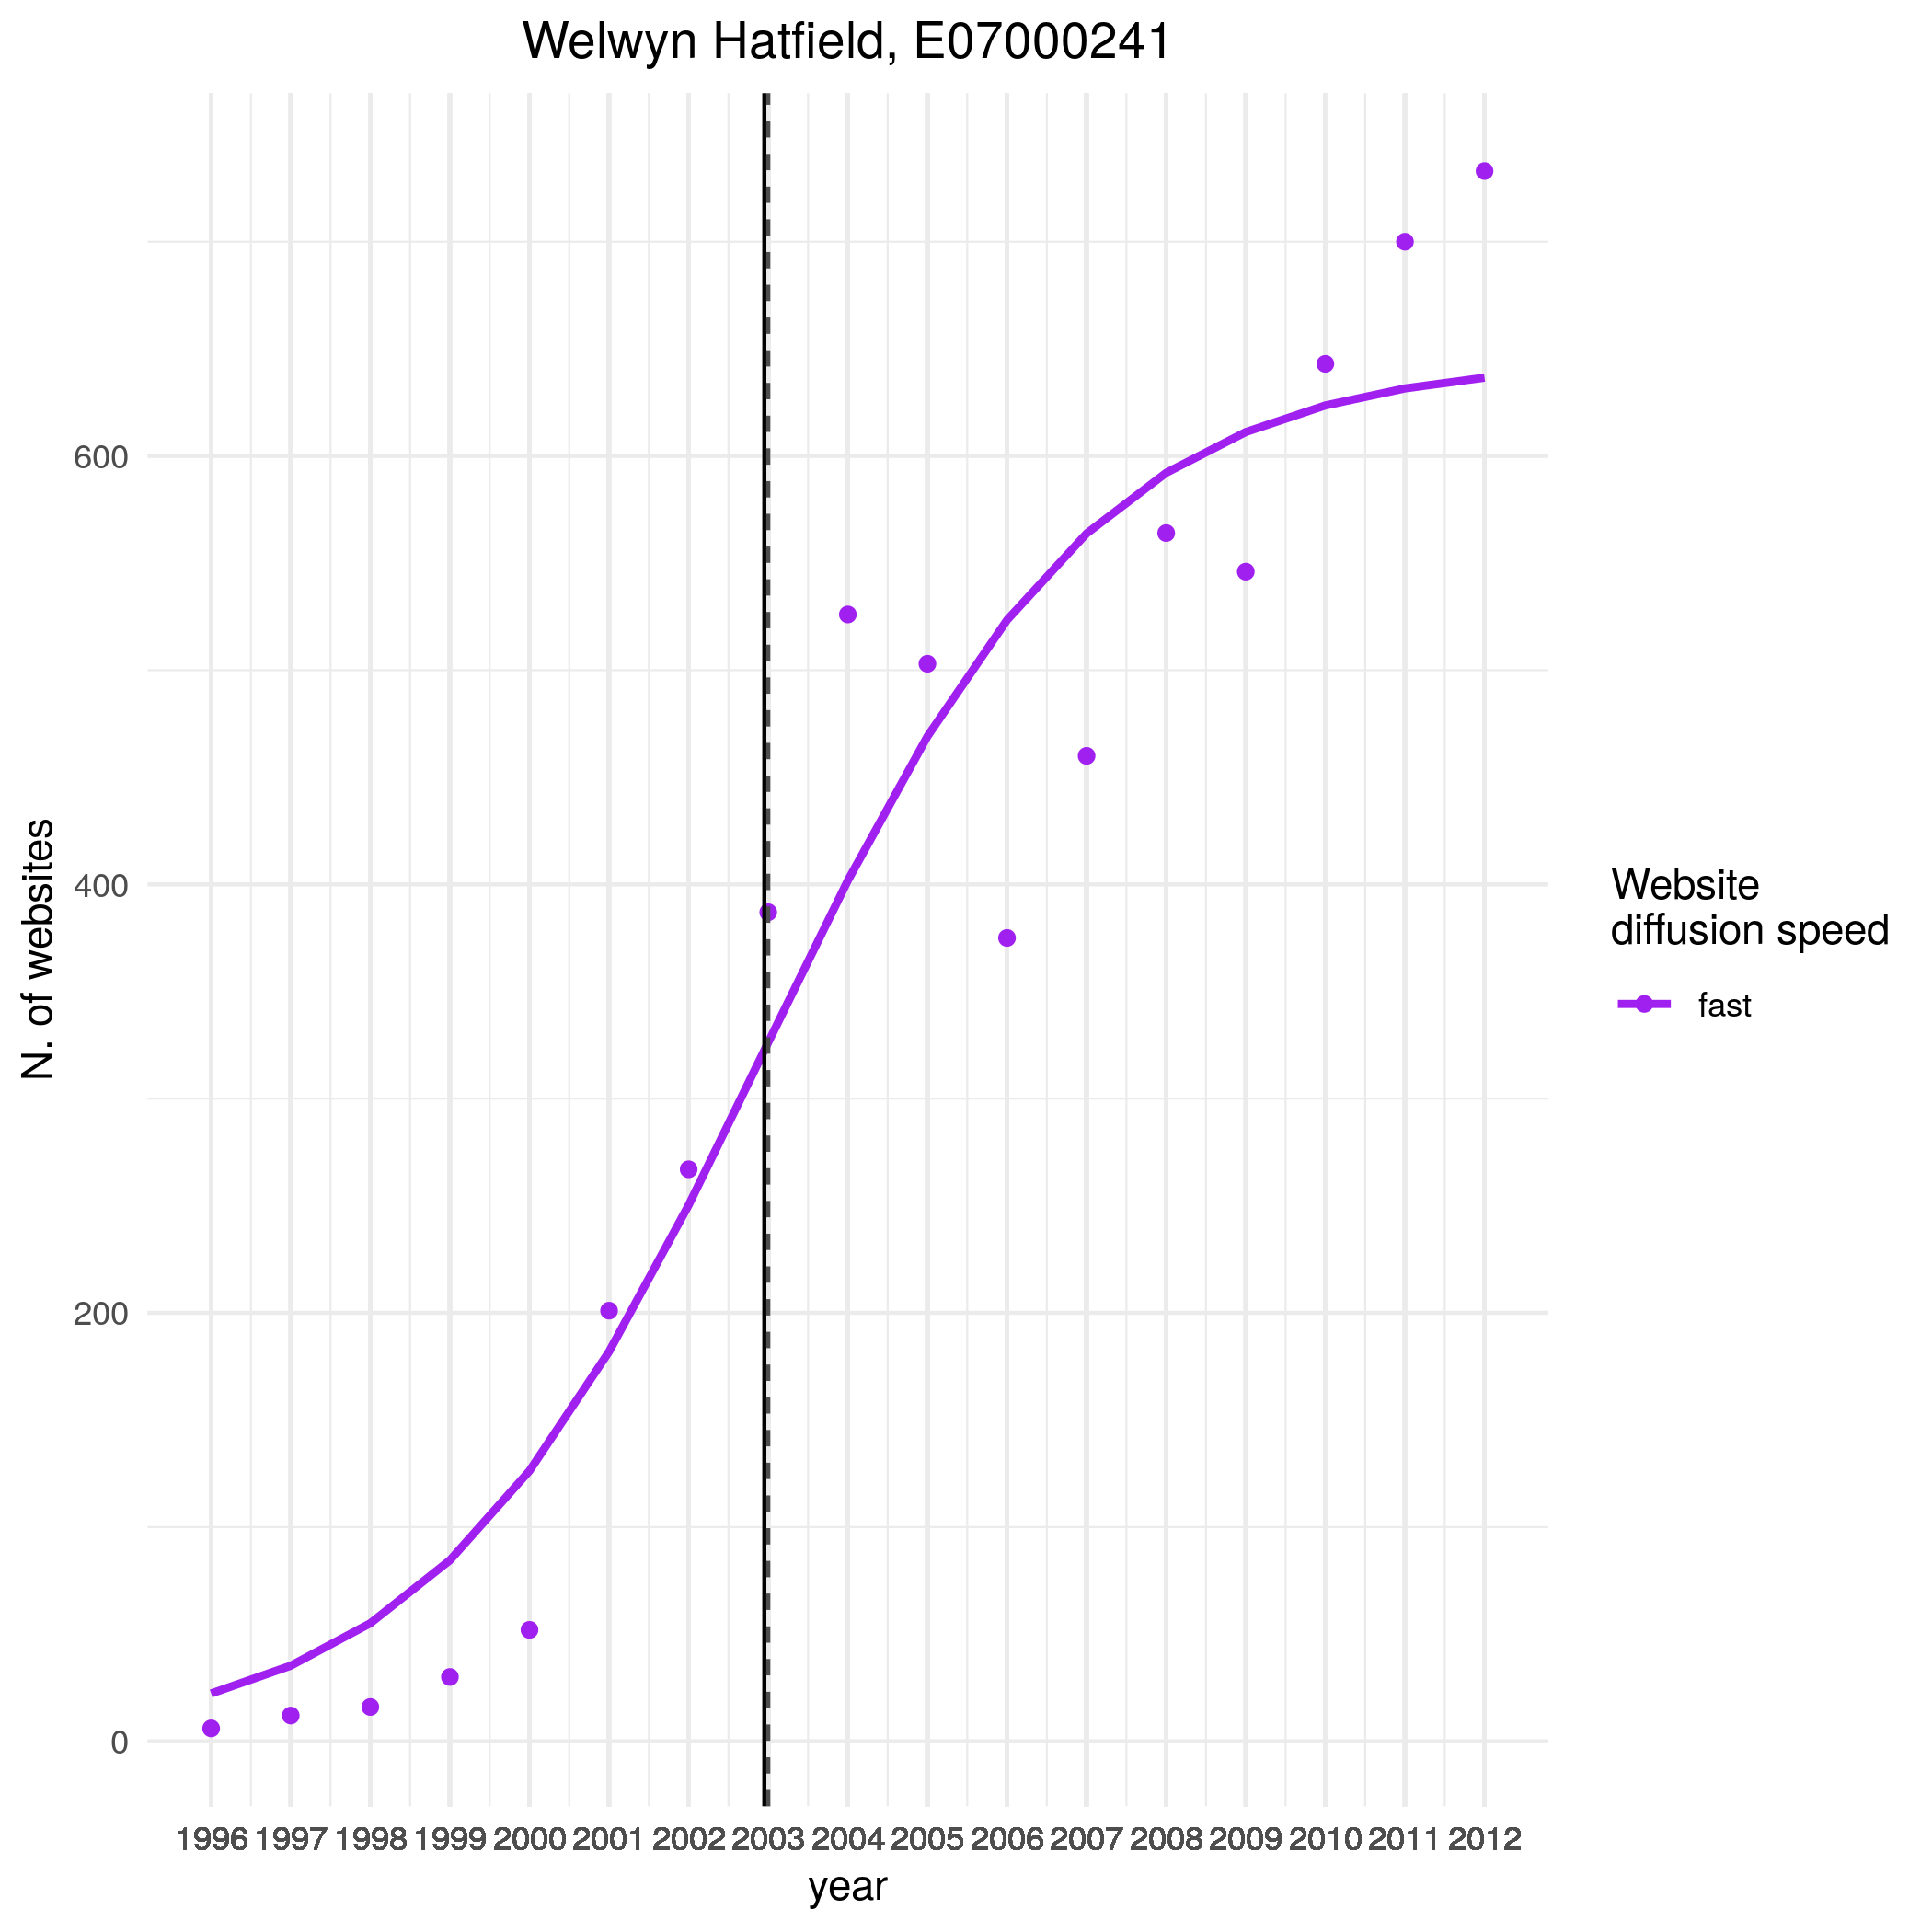 Welwyn Hatfield, E07000241
N. of websites
600
400
200
0
1996 1997 1998 1999 2000 2001 2002 2003 2004 2005 2006 2007 2008 2009 2010 2011 2012
year
Website
diffusion speed
fast